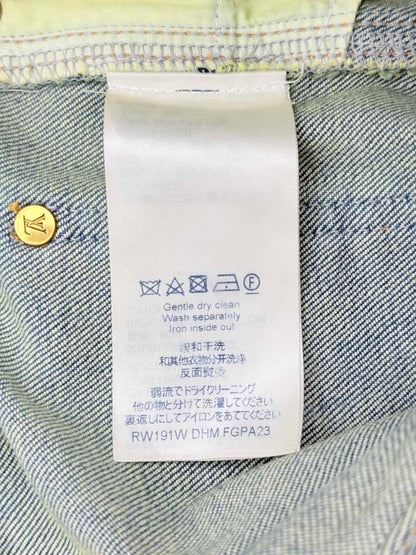 LV
F
Gentle dry clean
Wash separately
Iron inside out
缓和干洗
和其他衣物分开洗涤
反面熨烫
弱流でドライクリーニング
他の物と分けて洗濯してください
裏返しにしてアイロンをあててください
RW191W DHM FGPA23